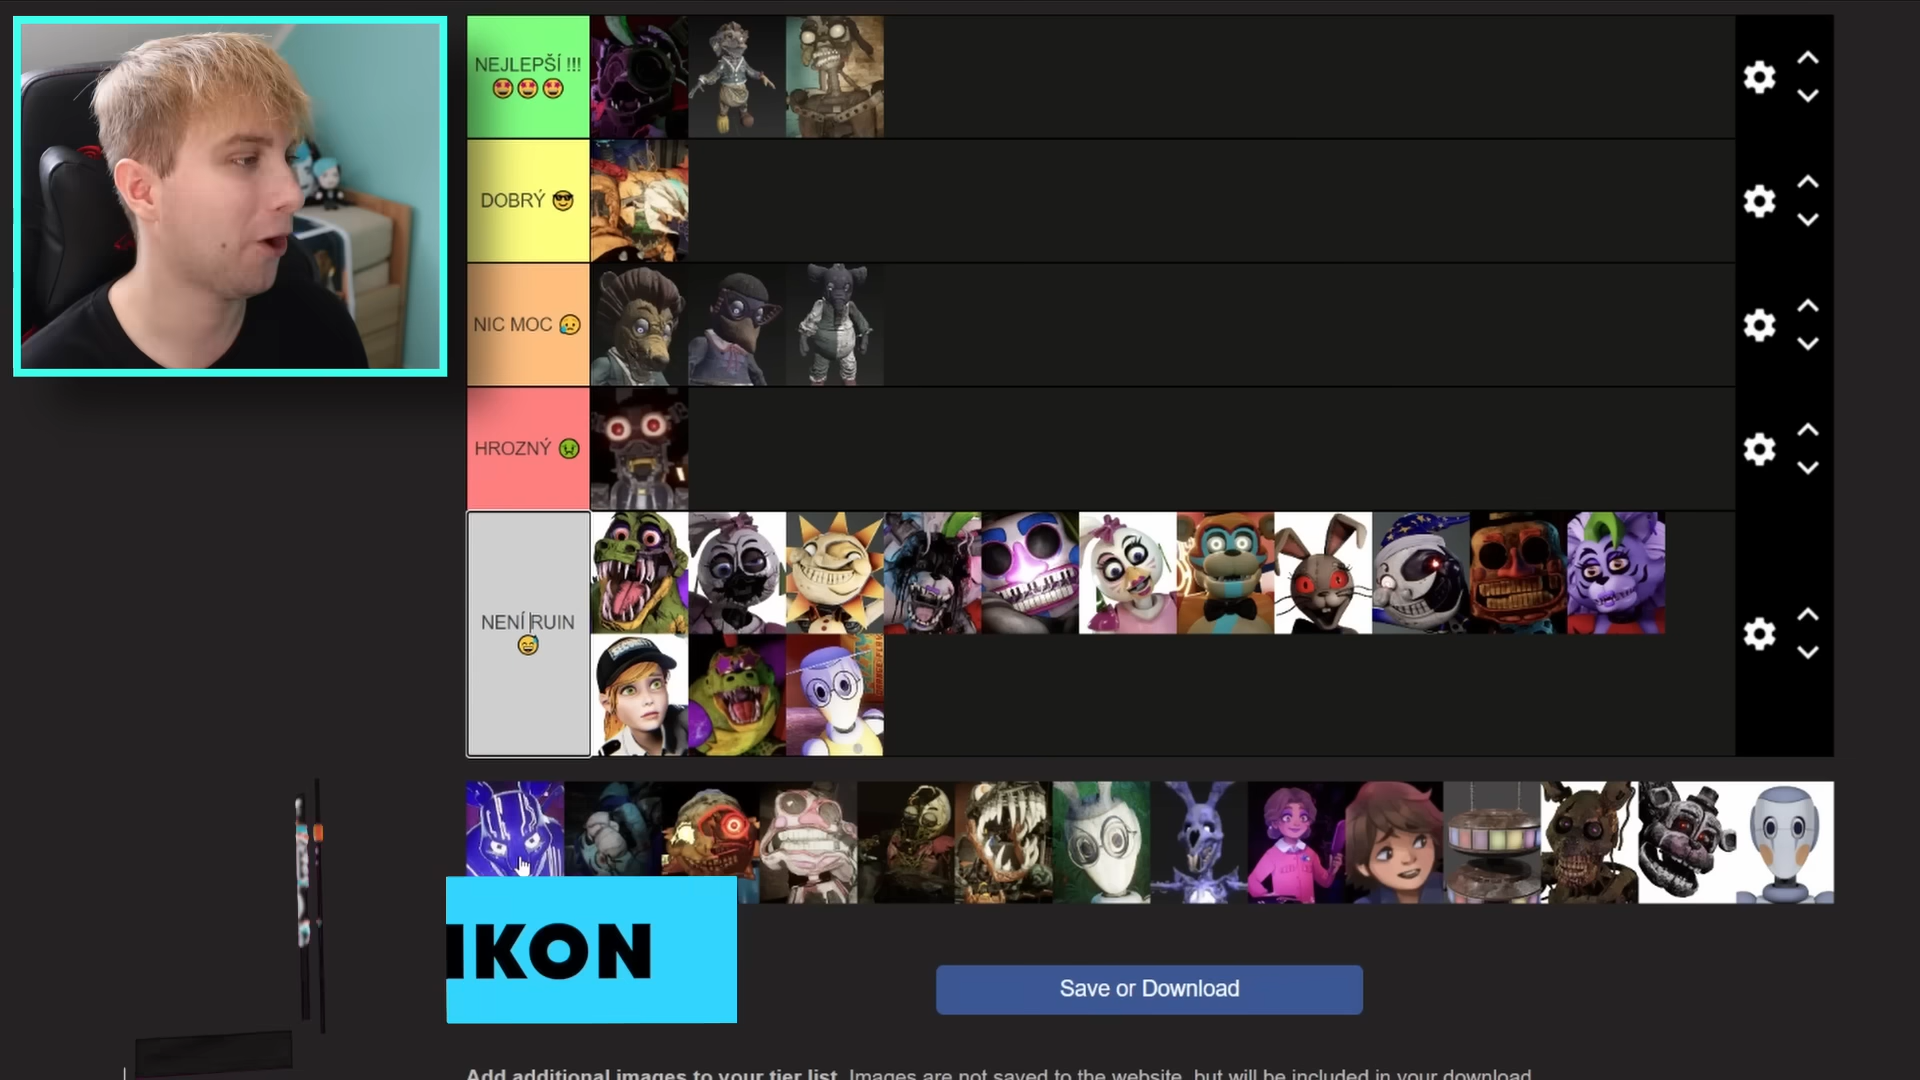 NEJLEPŠÍ !!!
🤩🤩🤩
DOBRÝ 😎
NIC MOC 😥
HROZNÝ 🤢
NENÍ RUIN
😅
IKON
Save or Download
Add additional images to your tier list. Images are not saved to the website, but will be included in your download.